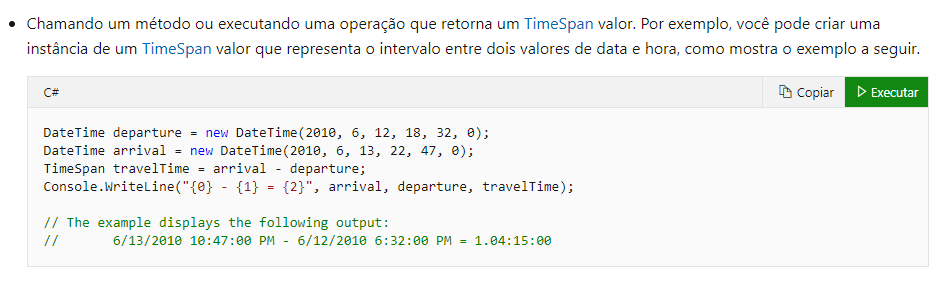 • Chamando um método ou executando uma operação que retorna um TimeSpan valor. Por exemplo, você pode criar uma
instância de um TimeSpan valor que representa o intervalo entre dois valores de data e hora, como mostra o exemplo a seguir.
C# Copiar Executar
DateTime departure = new DateTime(2010, 6, 12, 18, 32, 0);
DateTime arrival = new DateTime(2010, 6, 13, 22, 47, 0);
TimeSpan travelTime = arrival - departure;
Console.WriteLine("{0} - {1} = {2}", arrival, departure, travelTime);
// The example displays the following output:
//       6/13/2010 10:47:00 PM - 6/12/2010 6:32:00 PM = 1.04:15:00